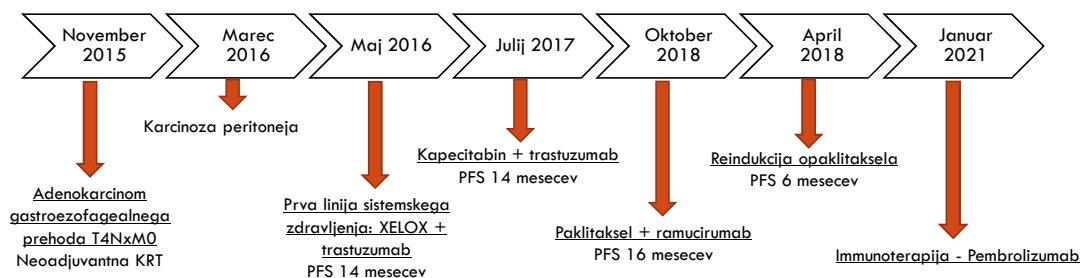 November
2015
Marec
2016
Maj 2016
Julij 2017
Oktober
2018
April
2018
Januar
2021
Adenokarcinom
gastroezofagealnega
prehoda T4NxM0
Neoadjuvantna KRT
Karcinoza peritoneja
Prva linija sistemskega
zdravljenja: XELOX +
trastuzumab
PFS 14 mesecev
Kapecitabin + trastuzumab
PFS 14 mesecev
Paklitaksel + ramucirumab
PFS 16 mesecev
Reindukcija opaklitaksela
PFS 6 mesecev
Immunoterapija - Pembrolizumab